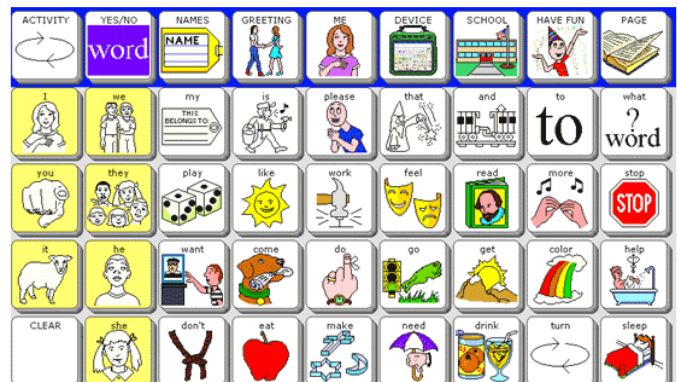 ACTIVITY YES/NO NAMES GREETING ME DEVICE SCHOOL HAVE FUN PAGE
word NAME
I we my is please that and to what
THIS
BELONGS TO:
to
?
word
you they play like work feel read more stop
STOP
it he want come do go get color help
CLEAR she don't eat make need drink turn sleep